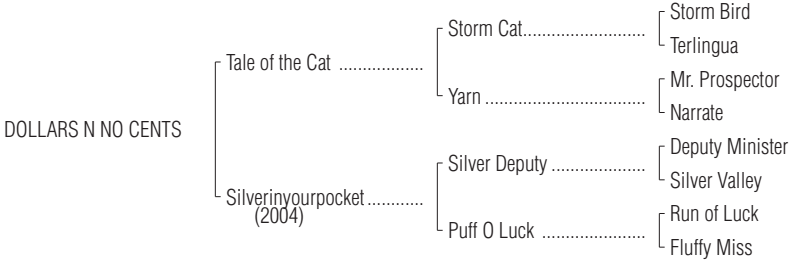 Storm Bird
Storm Cat..........................
Terlingua
Tale of the Cat ..................
Mr. Prospector
Yarn ..................................
Narrate
DOLLARS N NO CENTS
Deputy Minister
Silver Deputy ....................
Silver Valley
Silverinyourpocket............
(2004)
Run of Luck
Puff O Luck ......................
Fluffy Miss